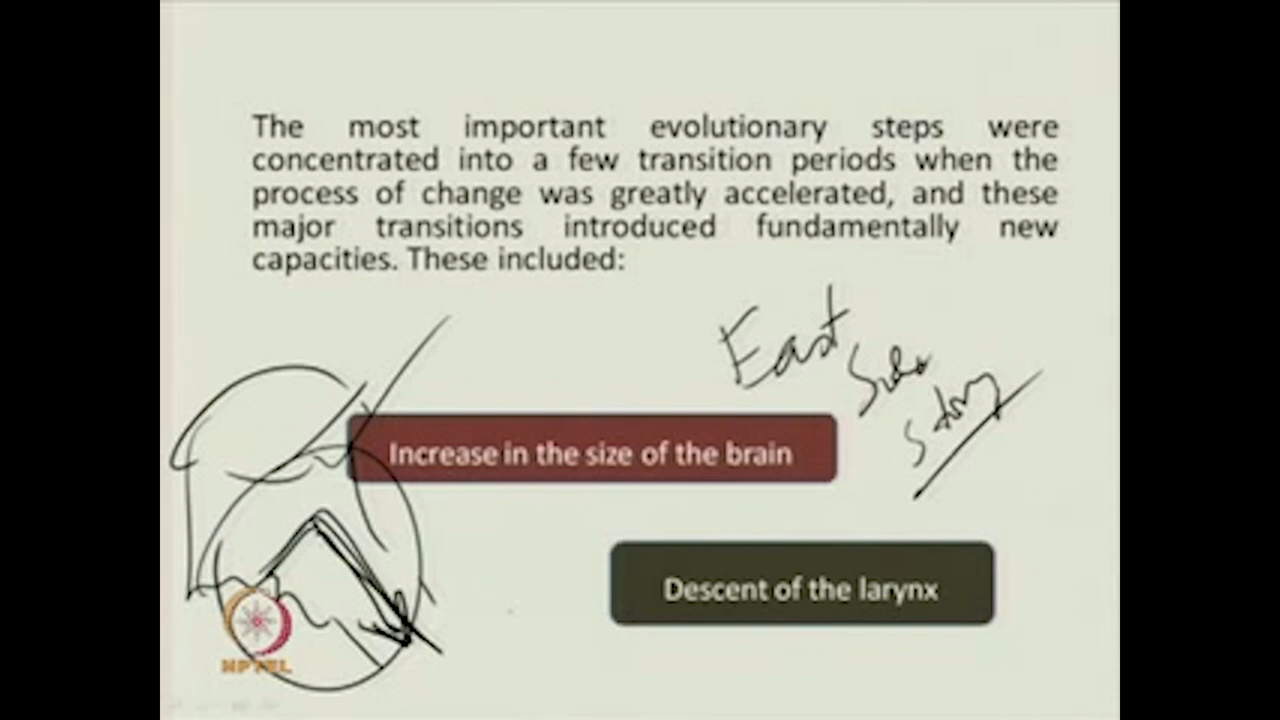 The most important evolutionary steps were
concentrated into a few transition periods when the
process of change was greatly accelerated, and these
major transitions introduced fundamentally new
capacities. These included:
East
Side
Story
Increase in the size of the brain
Descent of the larynx
NPTEL